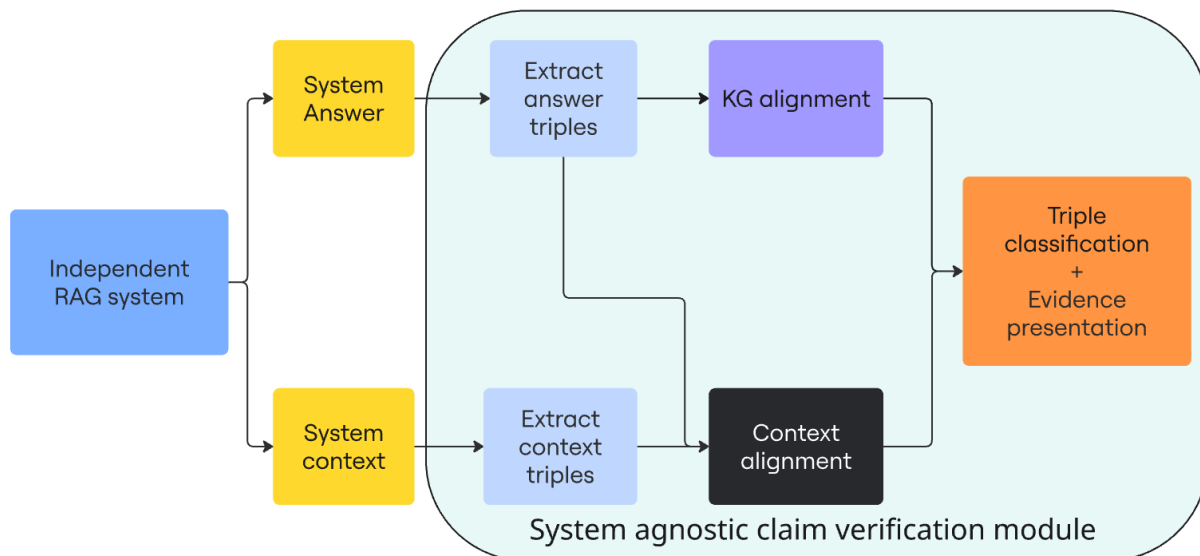 System
Answer
Extract
answer
triples
KG alignment
Independent
RAG system
Triple
classification
+
Evidence
presentation
System
context
Extract
context
triples
Context
alignment
System agnostic claim verification module